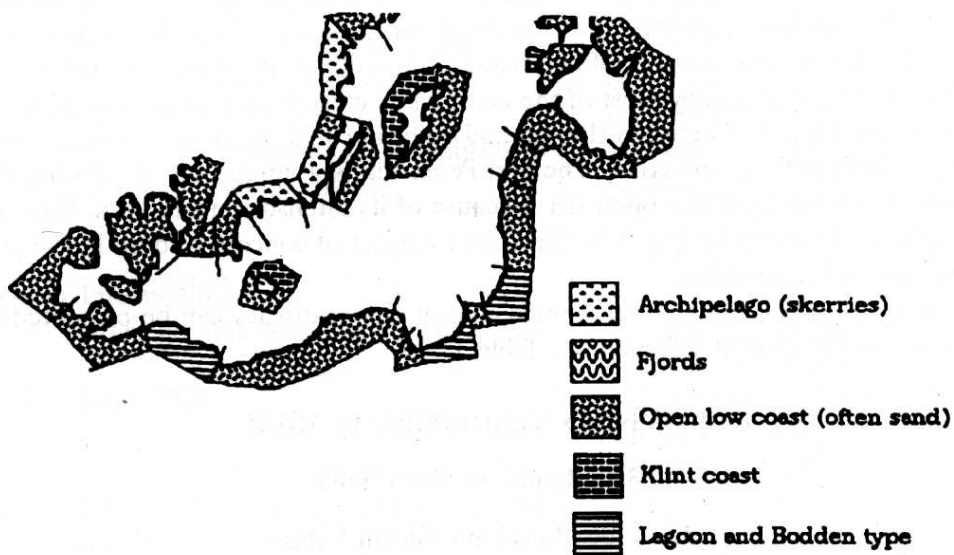 Archipelago (skerries)
Fjords
Open low coast (often sand)
Klint coast
Lagoon and Bodden type